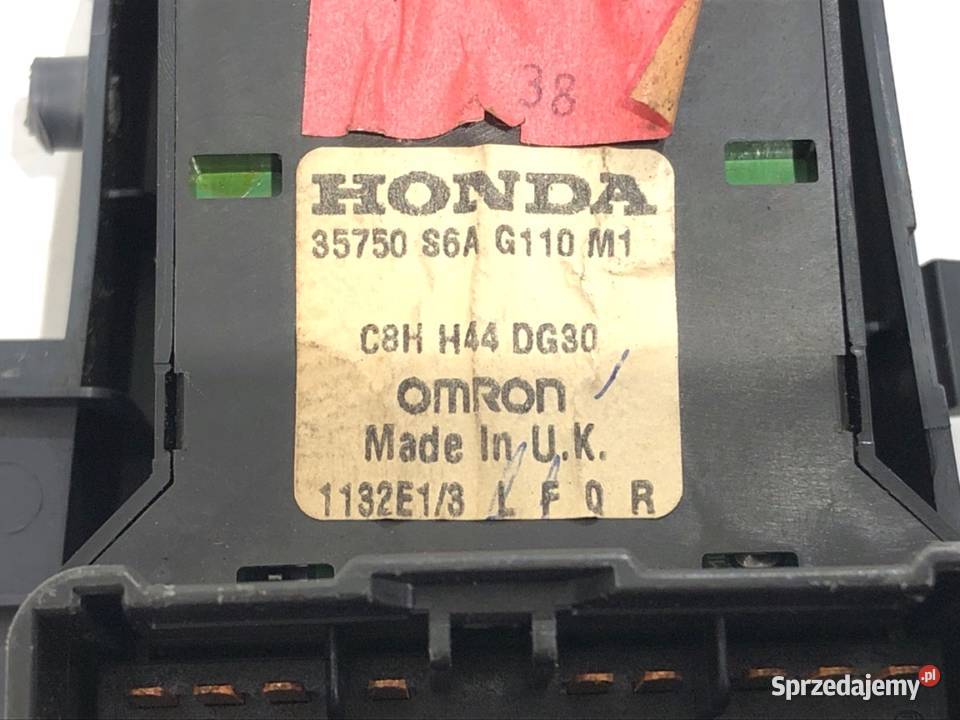 38
HONDA
35750 S6A G110 M1
C8H H44 DG30
omron
Made In U.K.
1132E1/3 L F Q R
Sprzedajemy.pl